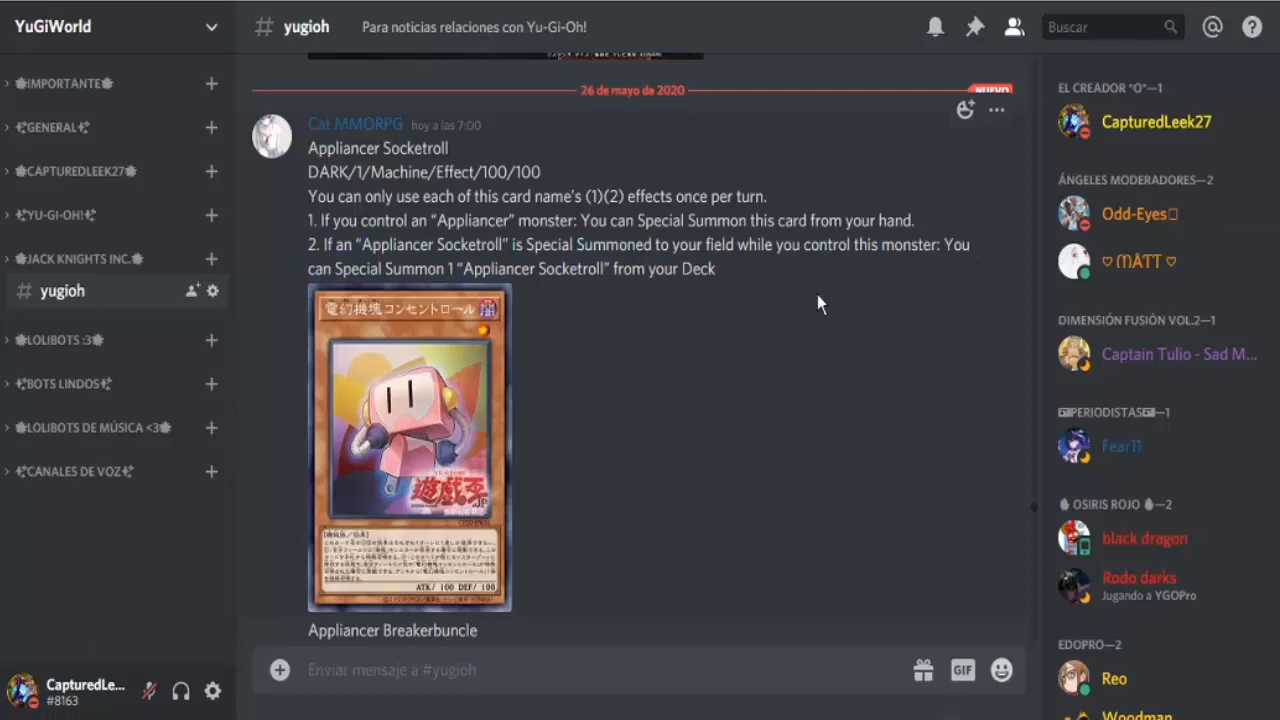 YuGiWorld
IMPORTANTE
GENERAL
CAPTUREDLEEK27
YU-GI-OH!
JACK KNIGHTS INC.
# yugioh
LOLIBOTS :3
BOTS LINDOS
LOLIBOTS DE MÚSICA <3
CANALES DE VOZ
CapturedLe...
#8163
# yugioh
Para noticias relaciones con Yu-Gi-Oh!
Buscar
26 de mayo de 2020
NUEVO
Cat MMORPG hoy a las 7:00
Appliancer Socketroll
DARK/1/Machine/Effect/100/100
You can only use each of this card name's (1)(2) effects once per turn.
1. If you control an “Appliancer” monster: You can Special Summon this card from your hand.
2. If an “Appliancer Socketroll” is Special Summoned to your field while you control this monster: You
can Special Summon 1 “Appliancer Socketroll” from your Deck
電幻機塊コンセントロール
遊戯王.jp
ATK/ 100 DEF/ 100
Appliancer Breakerbuncle
Enviar mensaje a #yugioh
GIF
EL CREADOR *O*—1
CapturedLeek27
ÁNGELES MODERADORES—2
Odd-Eyes
♡ ᗰᗩTT ♡
DIMENSIÓN FUSIÓN VOL.2—1
Captain Tulio - Sad M...
PERIODISTAS—1
Fear11
OSIRIS ROJO—2
black dragon
Rodo darks
Jugando a YGOPro
EDOPRO—2
Reo
Woodman